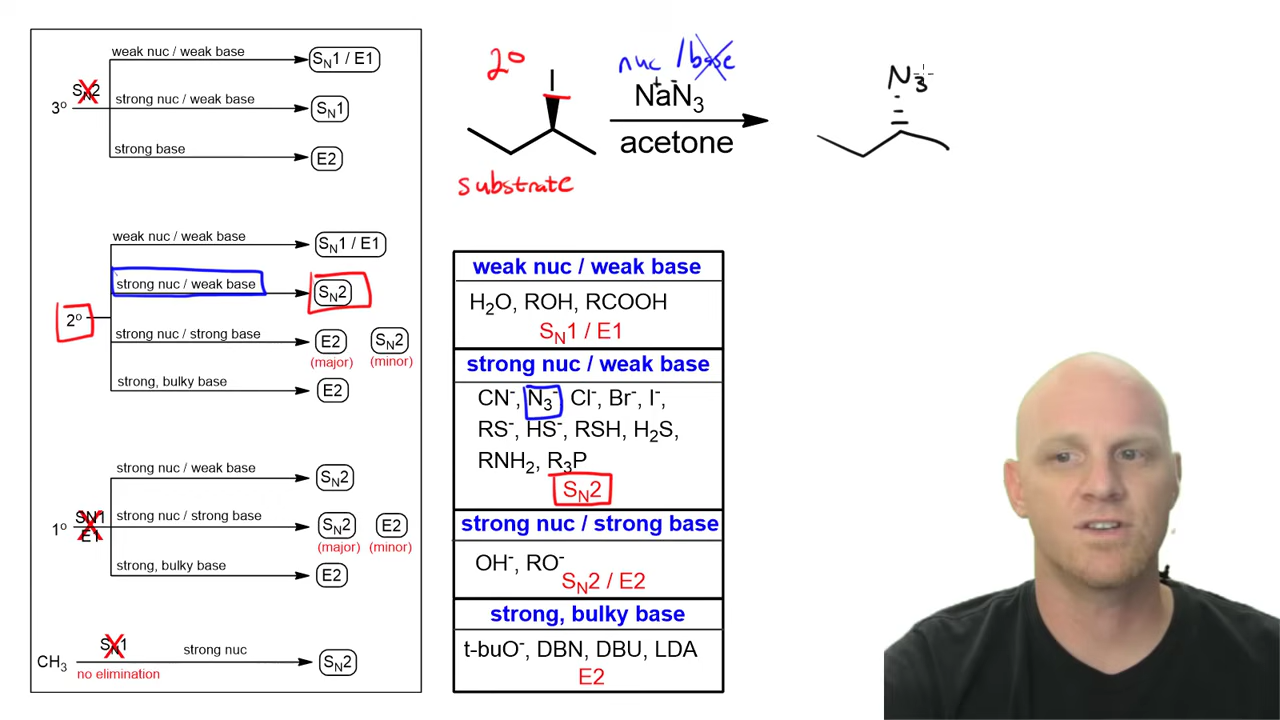 weak nuc / weak base
SN1 / E1
SN2
3º
strong nuc / weak base
SN1
strong base
E2
weak nuc / weak base
SN1 / E1
strong nuc / weak base
SN2
2º
strong nuc / strong base
E2
SN2
(major)
(minor)
strong, bulky base
E2
strong nuc / weak base
SN2
1º
SN1
E1
strong nuc / strong base
SN2
E2
(major)
(minor)
strong, bulky base
E2
CH3
SN1
no elimination
strong nuc
SN2
2º
I
substrate
nuc / base
+ -
NaN3
acetone
N3
weak nuc / weak base
H2O, ROH, RCOOH
SN1 / E1
strong nuc / weak base
CN-, N3-, Cl-, Br-, I-,
RS-, HS-, RSH, H2S,
RNH2, R3P
SN2
strong nuc / strong base
OH-, RO-
SN2 / E2
strong, bulky base
t-buO-, DBN, DBU, LDA
E2